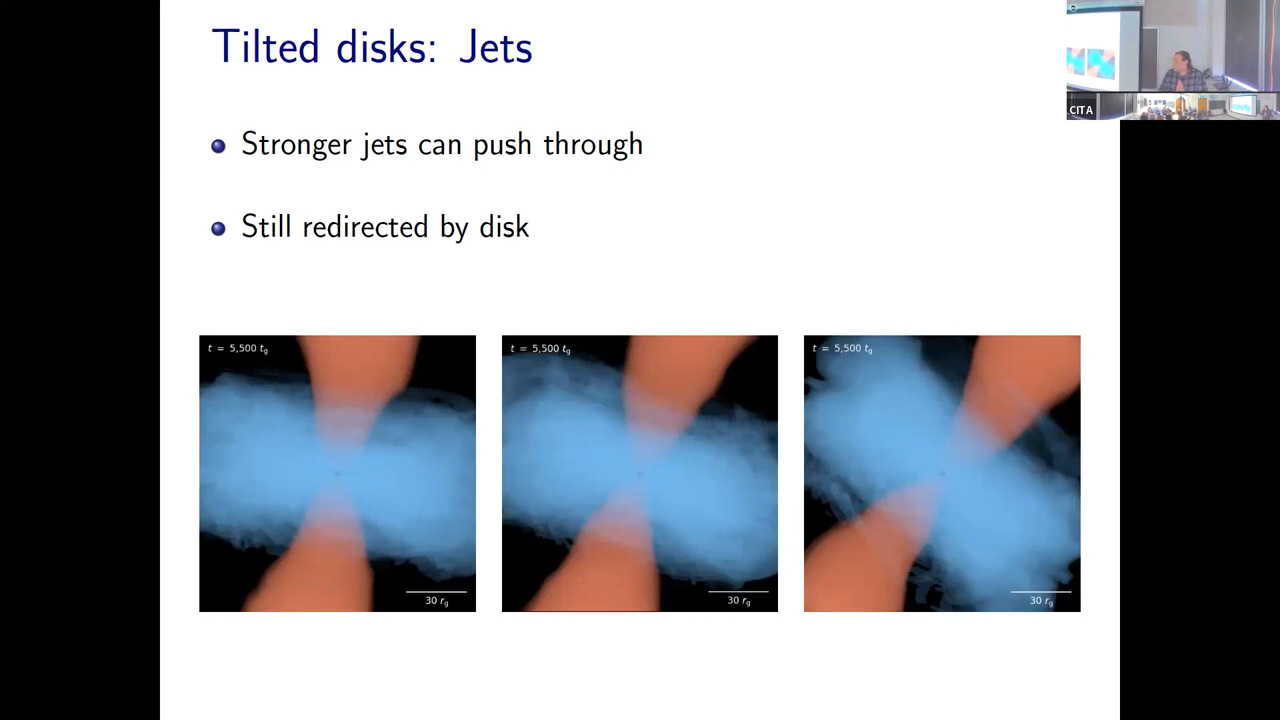 Tilted disks: Jets
CITA
Stronger jets can push through
Still redirected by disk
t = 5,500 tg
t = 5,500 tg
t = 5,500 tg
30 rg
30 rg
30 rg